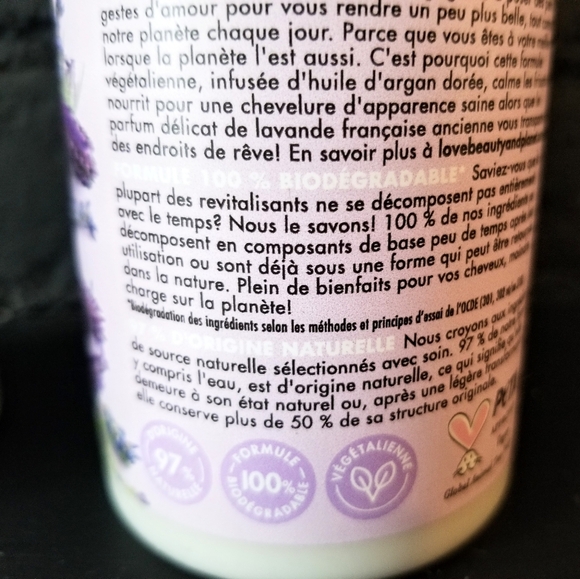 gestes d'amour pour vous rendre un peu plus belle, tout
notre planète chaque jour. Parce que vous êtes à votre
lorsque la planète l'est aussi. C'est pourquoi cette formule
végétalienne, infusée d'huile d'argan dorée, calme les
nourrit pour une chevelure d'apparence saine alors que
parfum délicat de lavande française ancienne vous
des endroits de rêve! En savoir plus à
FORMULE 100 % BIODÉGRADABLE* Saviez-vous que
plupart des revitalisants ne se décomposent pas entièrement
avec le temps? Nous le savons! 100 % de nos ingrédients
décomposent en composants de base peu de temps après
utilisation ou sont déjà sous une forme qui peut être
dans la nature. Plein de bienfaits pour vos cheveux,
charge sur la planète!
*Biodégradation des ingrédients selon les méthodes et principes d'essai de l'OCDE (301,
D'ORIGINE NATURELLE Nous croyons aux
de source naturelle sélectionnés avec soin. 97 % de
y compris l'eau, est d'origine naturelle, ce qui signifie
demeure à son état naturel ou, après une légère
elle conserve plus de 50 % de sa structure originale.
D'ORIGINE
97
NATURELLE
FORMULE
100%
BIODÉGRADABLE
VÉGÉTALIENNE
PeTA
Global Animal